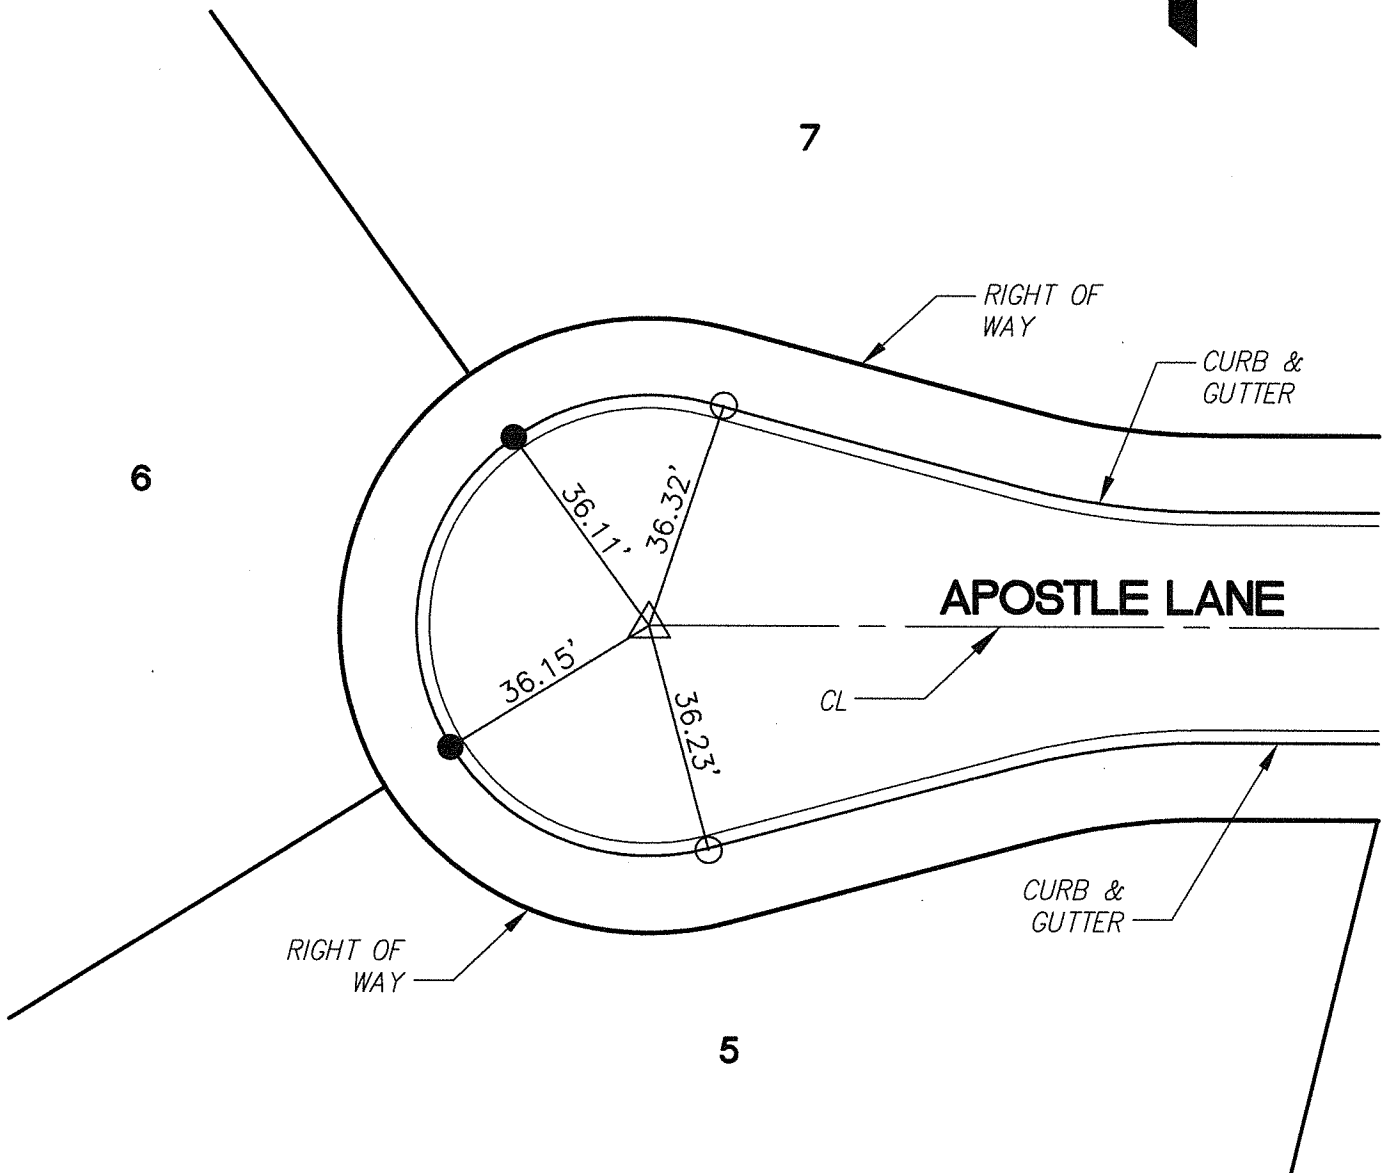 7
RIGHT OF
WAY
CURB &
GUTTER
6
36.11'
36.32'
APOSTLE LANE
36.15'
CL
36.23'
CURB &
GUTTER
RIGHT OF
WAY
5